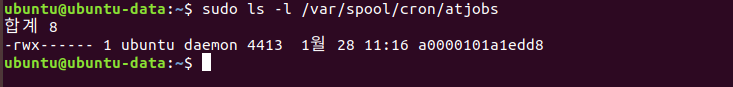 ubuntu@ubuntu-data:~$ sudo ls -l /var/spool/cron/atjobs
합계 8
-rwx------ 1 ubuntu daemon 4413  1월 28 11:16 a0000101a1edd8
ubuntu@ubuntu-data:~$